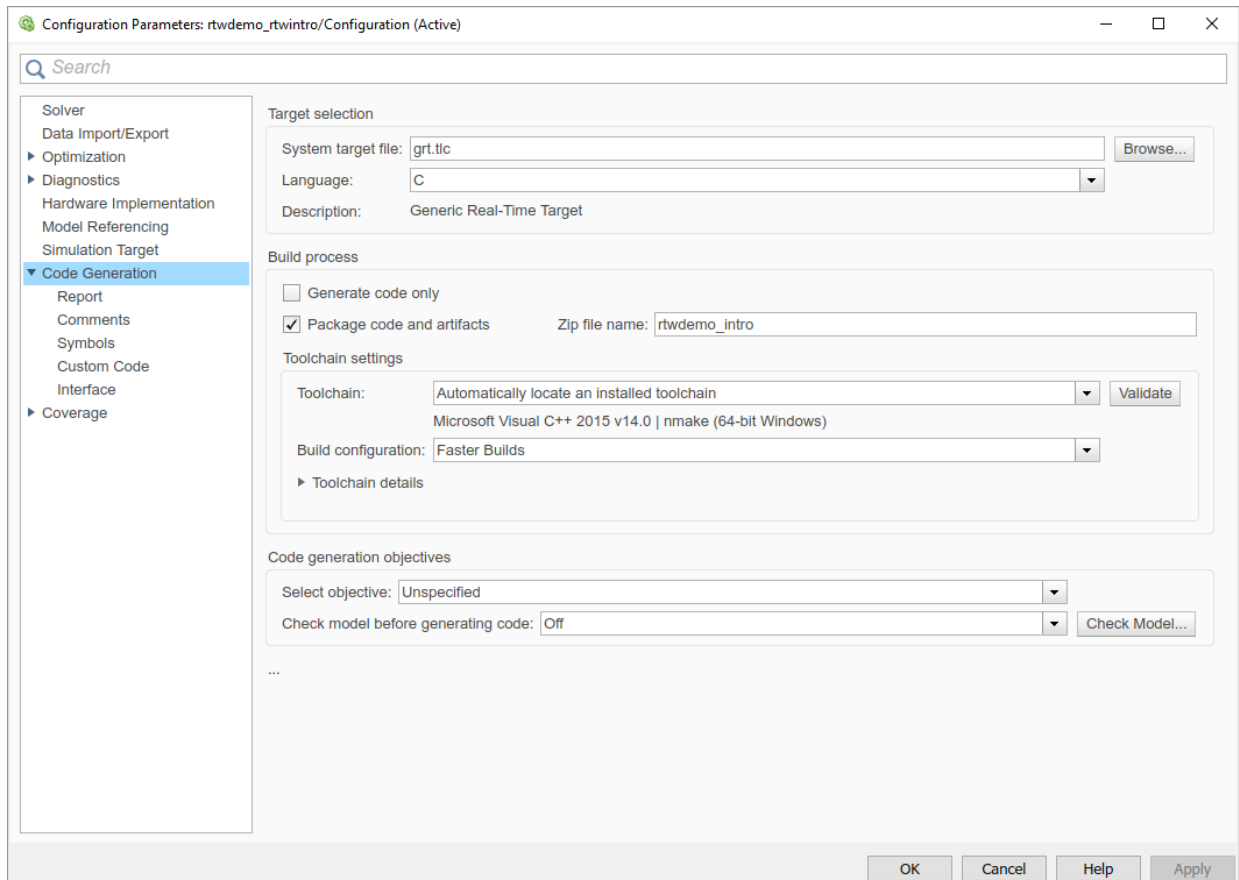 Configuration Parameters: rtwdemo_rtwintro/Configuration (Active)
Search
Solver
Data Import/Export
Optimization
Diagnostics
Hardware Implementation
Model Referencing
Simulation Target
Code Generation
Report
Comments
Symbols
Custom Code
Interface
Coverage
Target selection
System target file: grt.tlc Browse...
Language: C
Description: Generic Real-Time Target
Build process
Generate code only
Package code and artifacts Zip file name: rtwdemo_intro
Toolchain settings
Toolchain: Automatically locate an installed toolchain Validate
Microsoft Visual C++ 2015 v14.0 | nmake (64-bit Windows)
Build configuration: Faster Builds
Toolchain details
Code generation objectives
Select objective: Unspecified
Check model before generating code: Off Check Model...
...
OK Cancel Help Apply